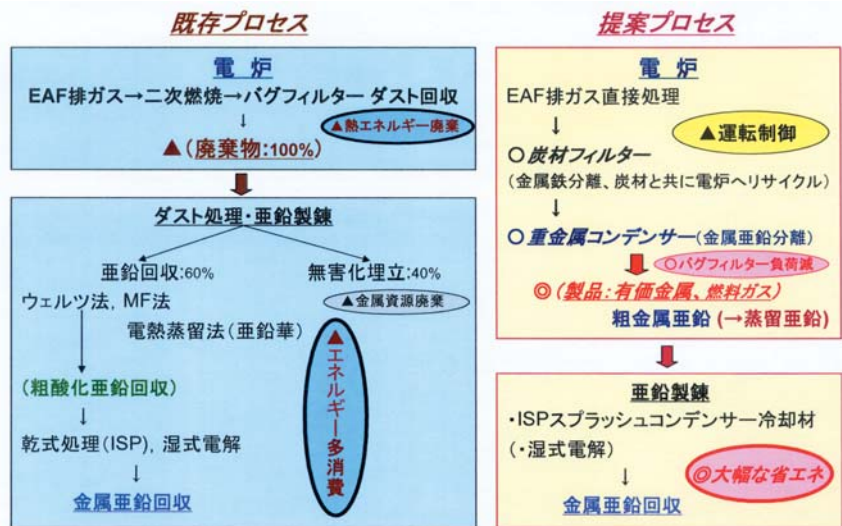 既存プロセス
電 炉
EAF排ガス→二次燃焼→バグフィルター ダスト回収
↓
▲熱エネルギー廃棄
▲(廃棄物:100%)
ダスト処理・亜鉛製錬
亜鉛回収:60%
無害化埋立:40%
ウェルツ法, MF法
▲金属資源廃棄
電熱蒸留法(亜鉛華)
▲エネルギー多消費
(粗酸化亜鉛回収)
↓
乾式処理(ISP), 湿式電解
↓
金属亜鉛回収
提案プロセス
電 炉
EAF排ガス直接処理
↓
▲運転制御
○炭材フィルター
(金属鉄分離、炭材と共に電炉へリサイクル)
↓
○重金属コンデンサー(金属亜鉛分離)
○バグフィルター負荷減
◎(製品:有価金属、燃料ガス)
粗金属亜鉛 (→蒸留亜鉛)
亜鉛製錬
・ISPスプラッシュコンデンサー冷却材
(・湿式電解)
↓
◎大幅な省エネ
金属亜鉛回収